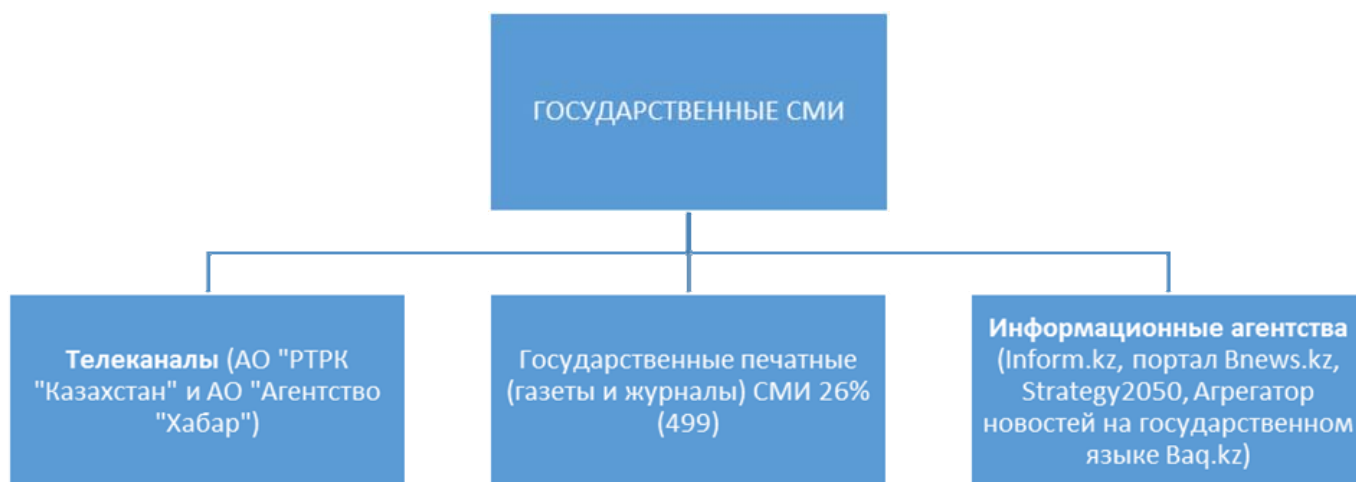 ГОСУДАРСТВЕННЫЕ СМИ
Телеканалы (АО "РТРК
"Казахстан" и АО "Агентство
"Хабар")
Государственные печатные
(газеты и журналы) СМИ 26%
(499)
Информационные агентства
(Inform.kz, портал Bnews.kz,
Strategy2050, Агрегатор
новостей на государственном
языке Baq.kz)